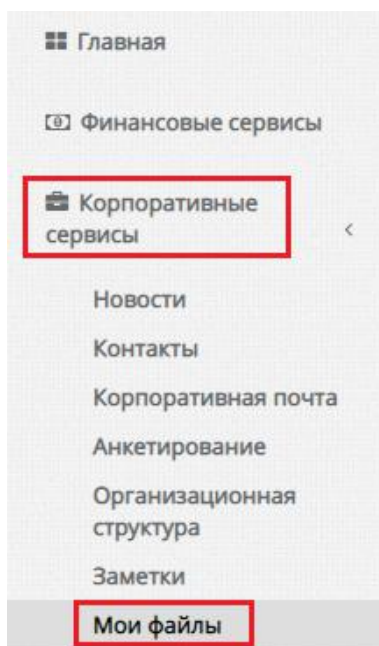 Главная
Финансовые сервисы
Корпоративные
сервисы
Новости
Контакты
Корпоративная почта
Анкетирование
Организационная
структура
Заметки
Мои файлы